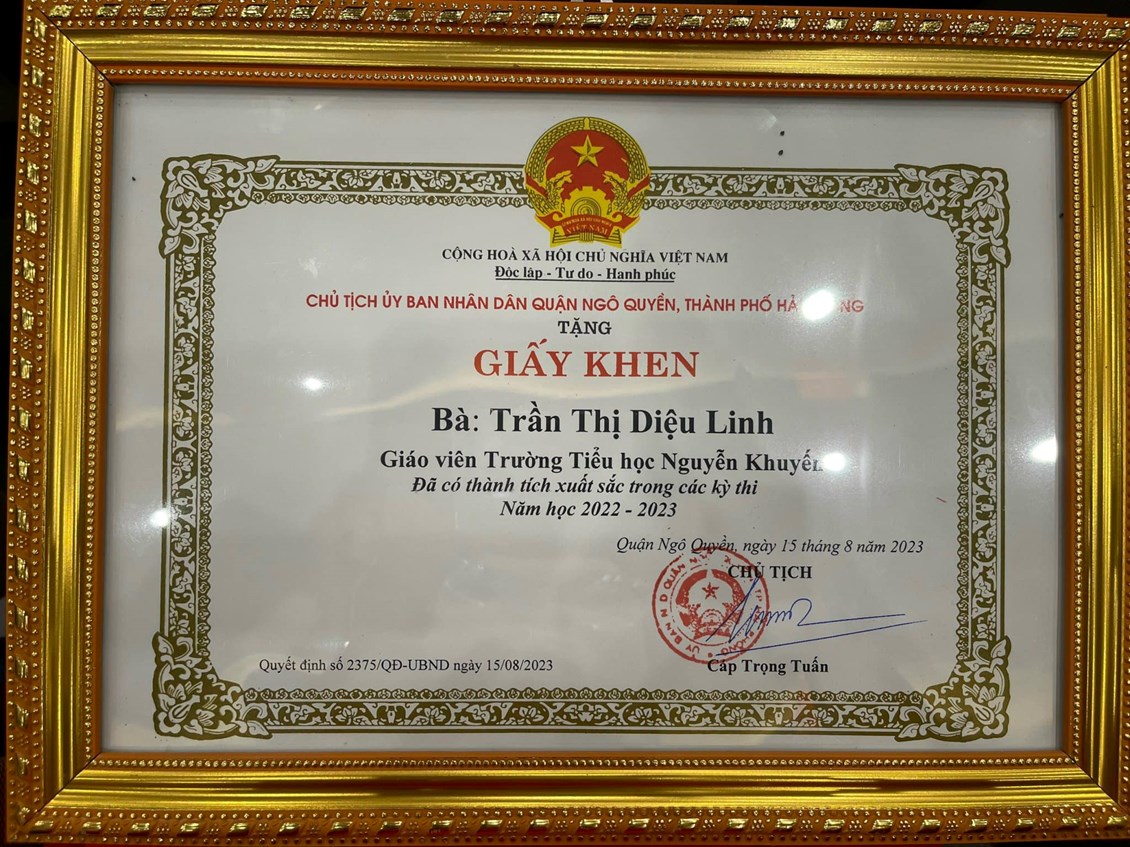 VIỆT NAM
CỘNG HOÀ XÃ HỘI CHỦ NGHĨA VIỆT NAM
Độc lập - Tự do - Hạnh phúc
CHỦ TỊCH ỦY BAN NHÂN DÂN QUẬN NGÔ QUYỀN, THÀNH PHỐ
TẶNG
GIẤY KHEN
Bà: Trần Thị Diệu Linh
Giáo viên Trường Tiểu học Nguyễn Khuyến
Đã có thành tích xuất sắc trong các kỳ thi
Năm học 2022 - 2023
Quận Ngô Quyền, ngày 15 tháng 8 năm 2023
CHỦ TỊCH
Quyết định số 2375/QĐ-UBND ngày 15/08/2023
Cáp Trọng Tuấn